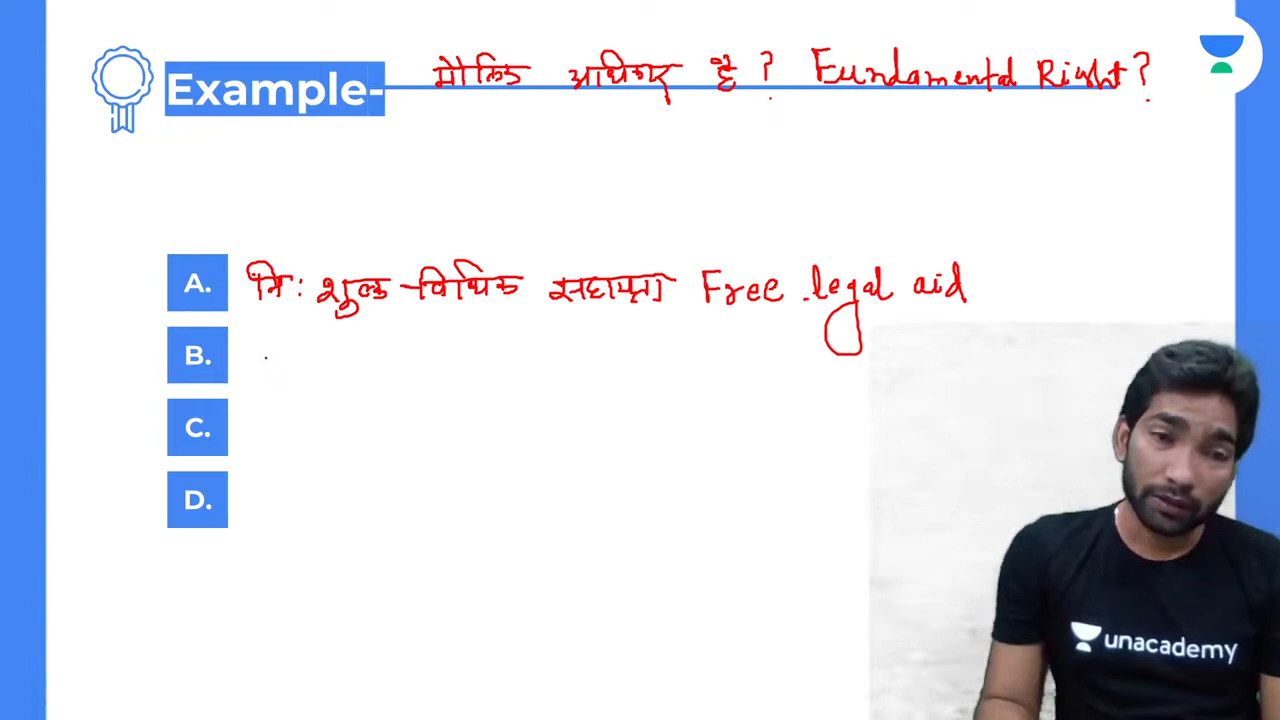 मौलिक अधिकार है ? Fundamental Right ?
Example-
A. नि: शुल्क विधिक सहायता Free legal aid
B.
C.
D.
unacademy